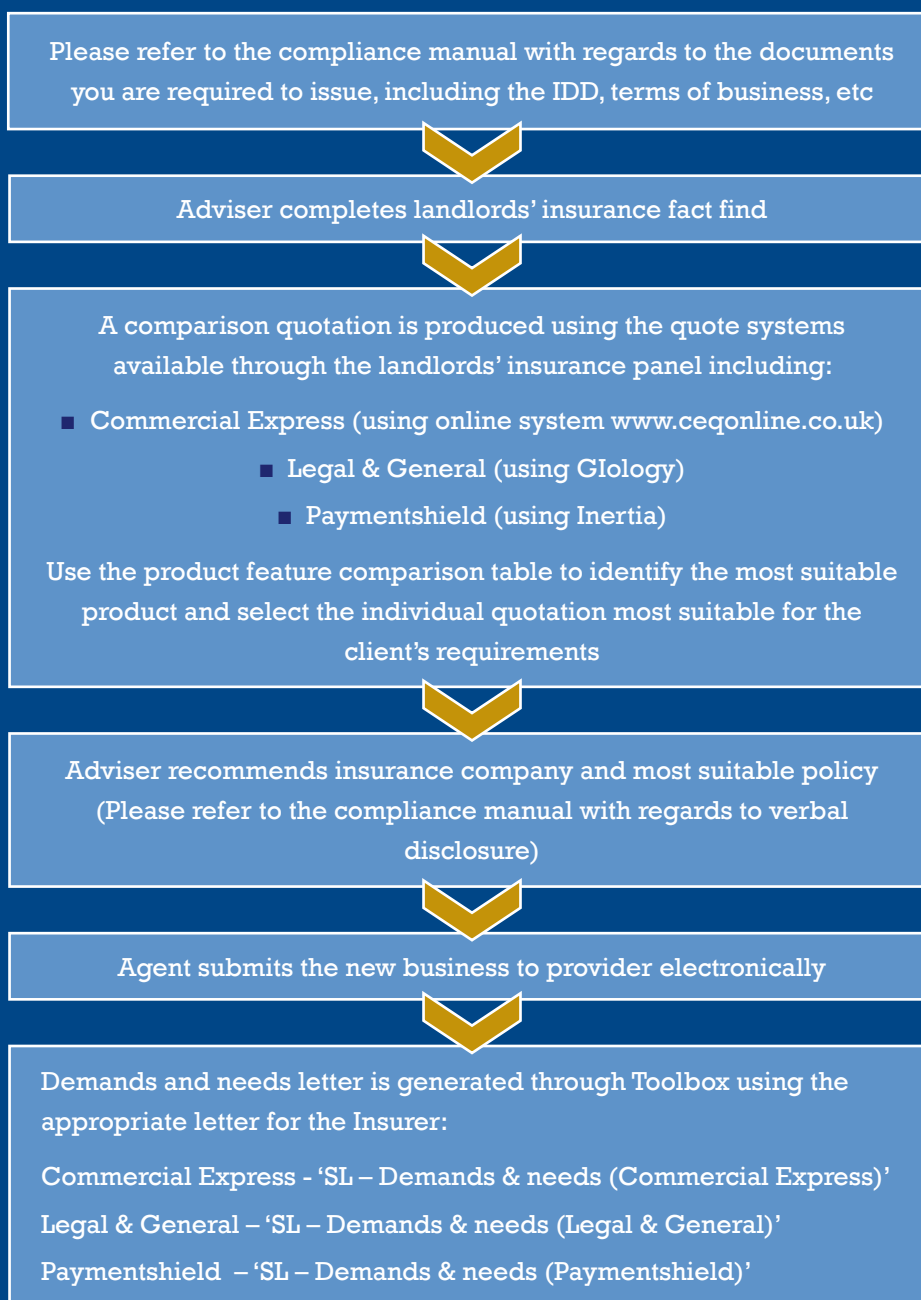 Please refer to the compliance manual with regards to the documents
you are required to issue, including the IDD, terms of business, etc
Adviser completes landlords’ insurance fact find
A comparison quotation is produced using the quote systems
available through the landlords’ insurance panel including:
■ Commercial Express (using online system www.ceqonline.co.uk)
■ Legal & General (using GIology)
■ Paymentshield (using Inertia)
Use the product feature comparison table to identify the most suitable
product and select the individual quotation most suitable for the
client’s requirements
Adviser recommends insurance company and most suitable policy
(Please refer to the compliance manual with regards to verbal
disclosure)
Agent submits the new business to provider electronically
Demands and needs letter is generated through Toolbox using the
appropriate letter for the Insurer:
Commercial Express - ‘SL – Demands & needs (Commercial Express)’
Legal & General – ‘SL – Demands & needs (Legal & General)’
Paymentshield – ‘SL – Demands & needs (Paymentshield)’